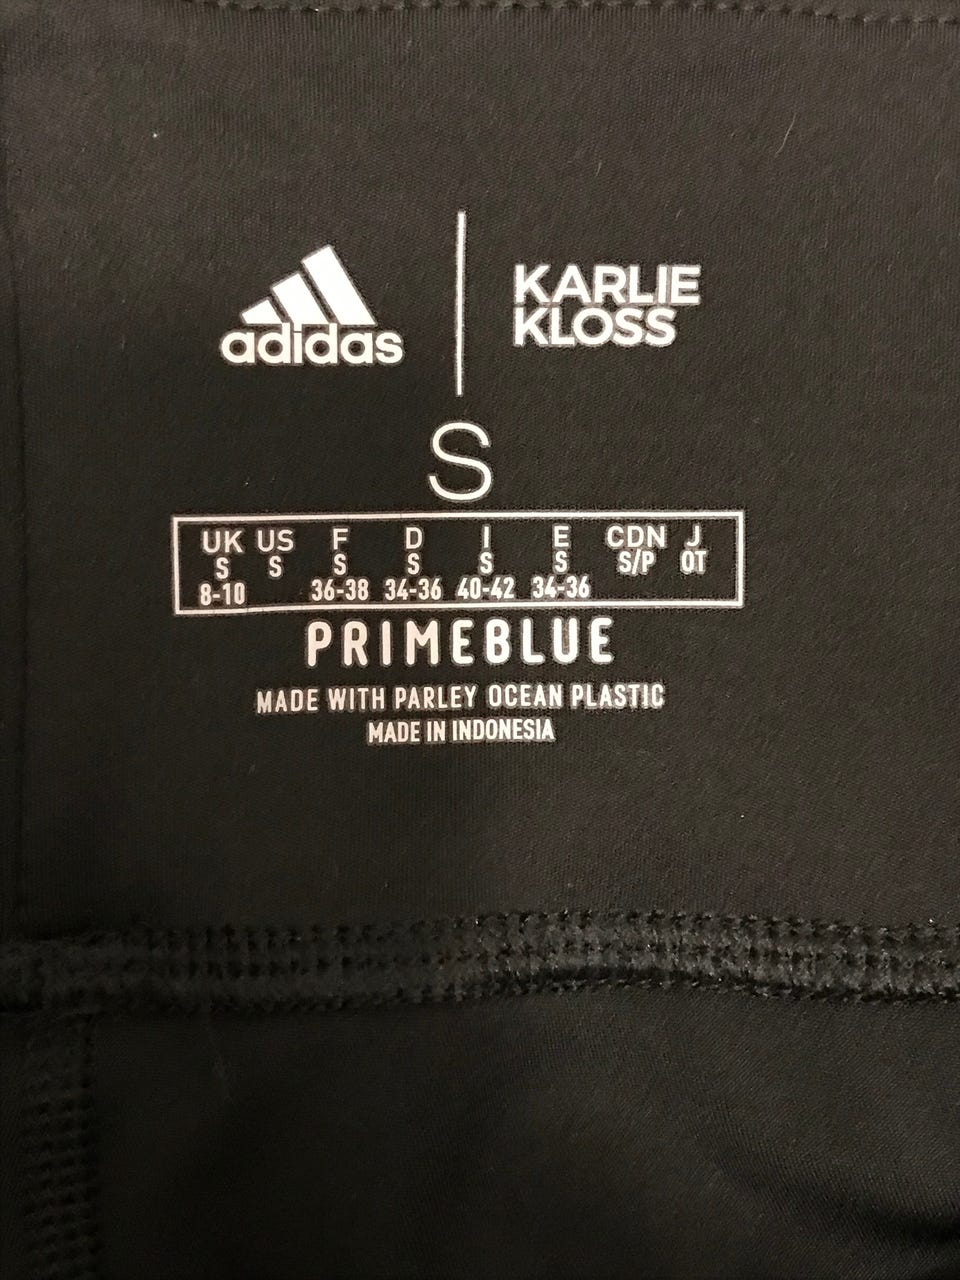 adidas
KARLIE
KLOSS
S
UK US F D I E CDN J
S S S S S S S/P OT
8-10 36-38 34-36 40-42 34-36
PRIMEBLUE
MADE WITH PARLEY OCEAN PLASTIC
MADE IN INDONESIA